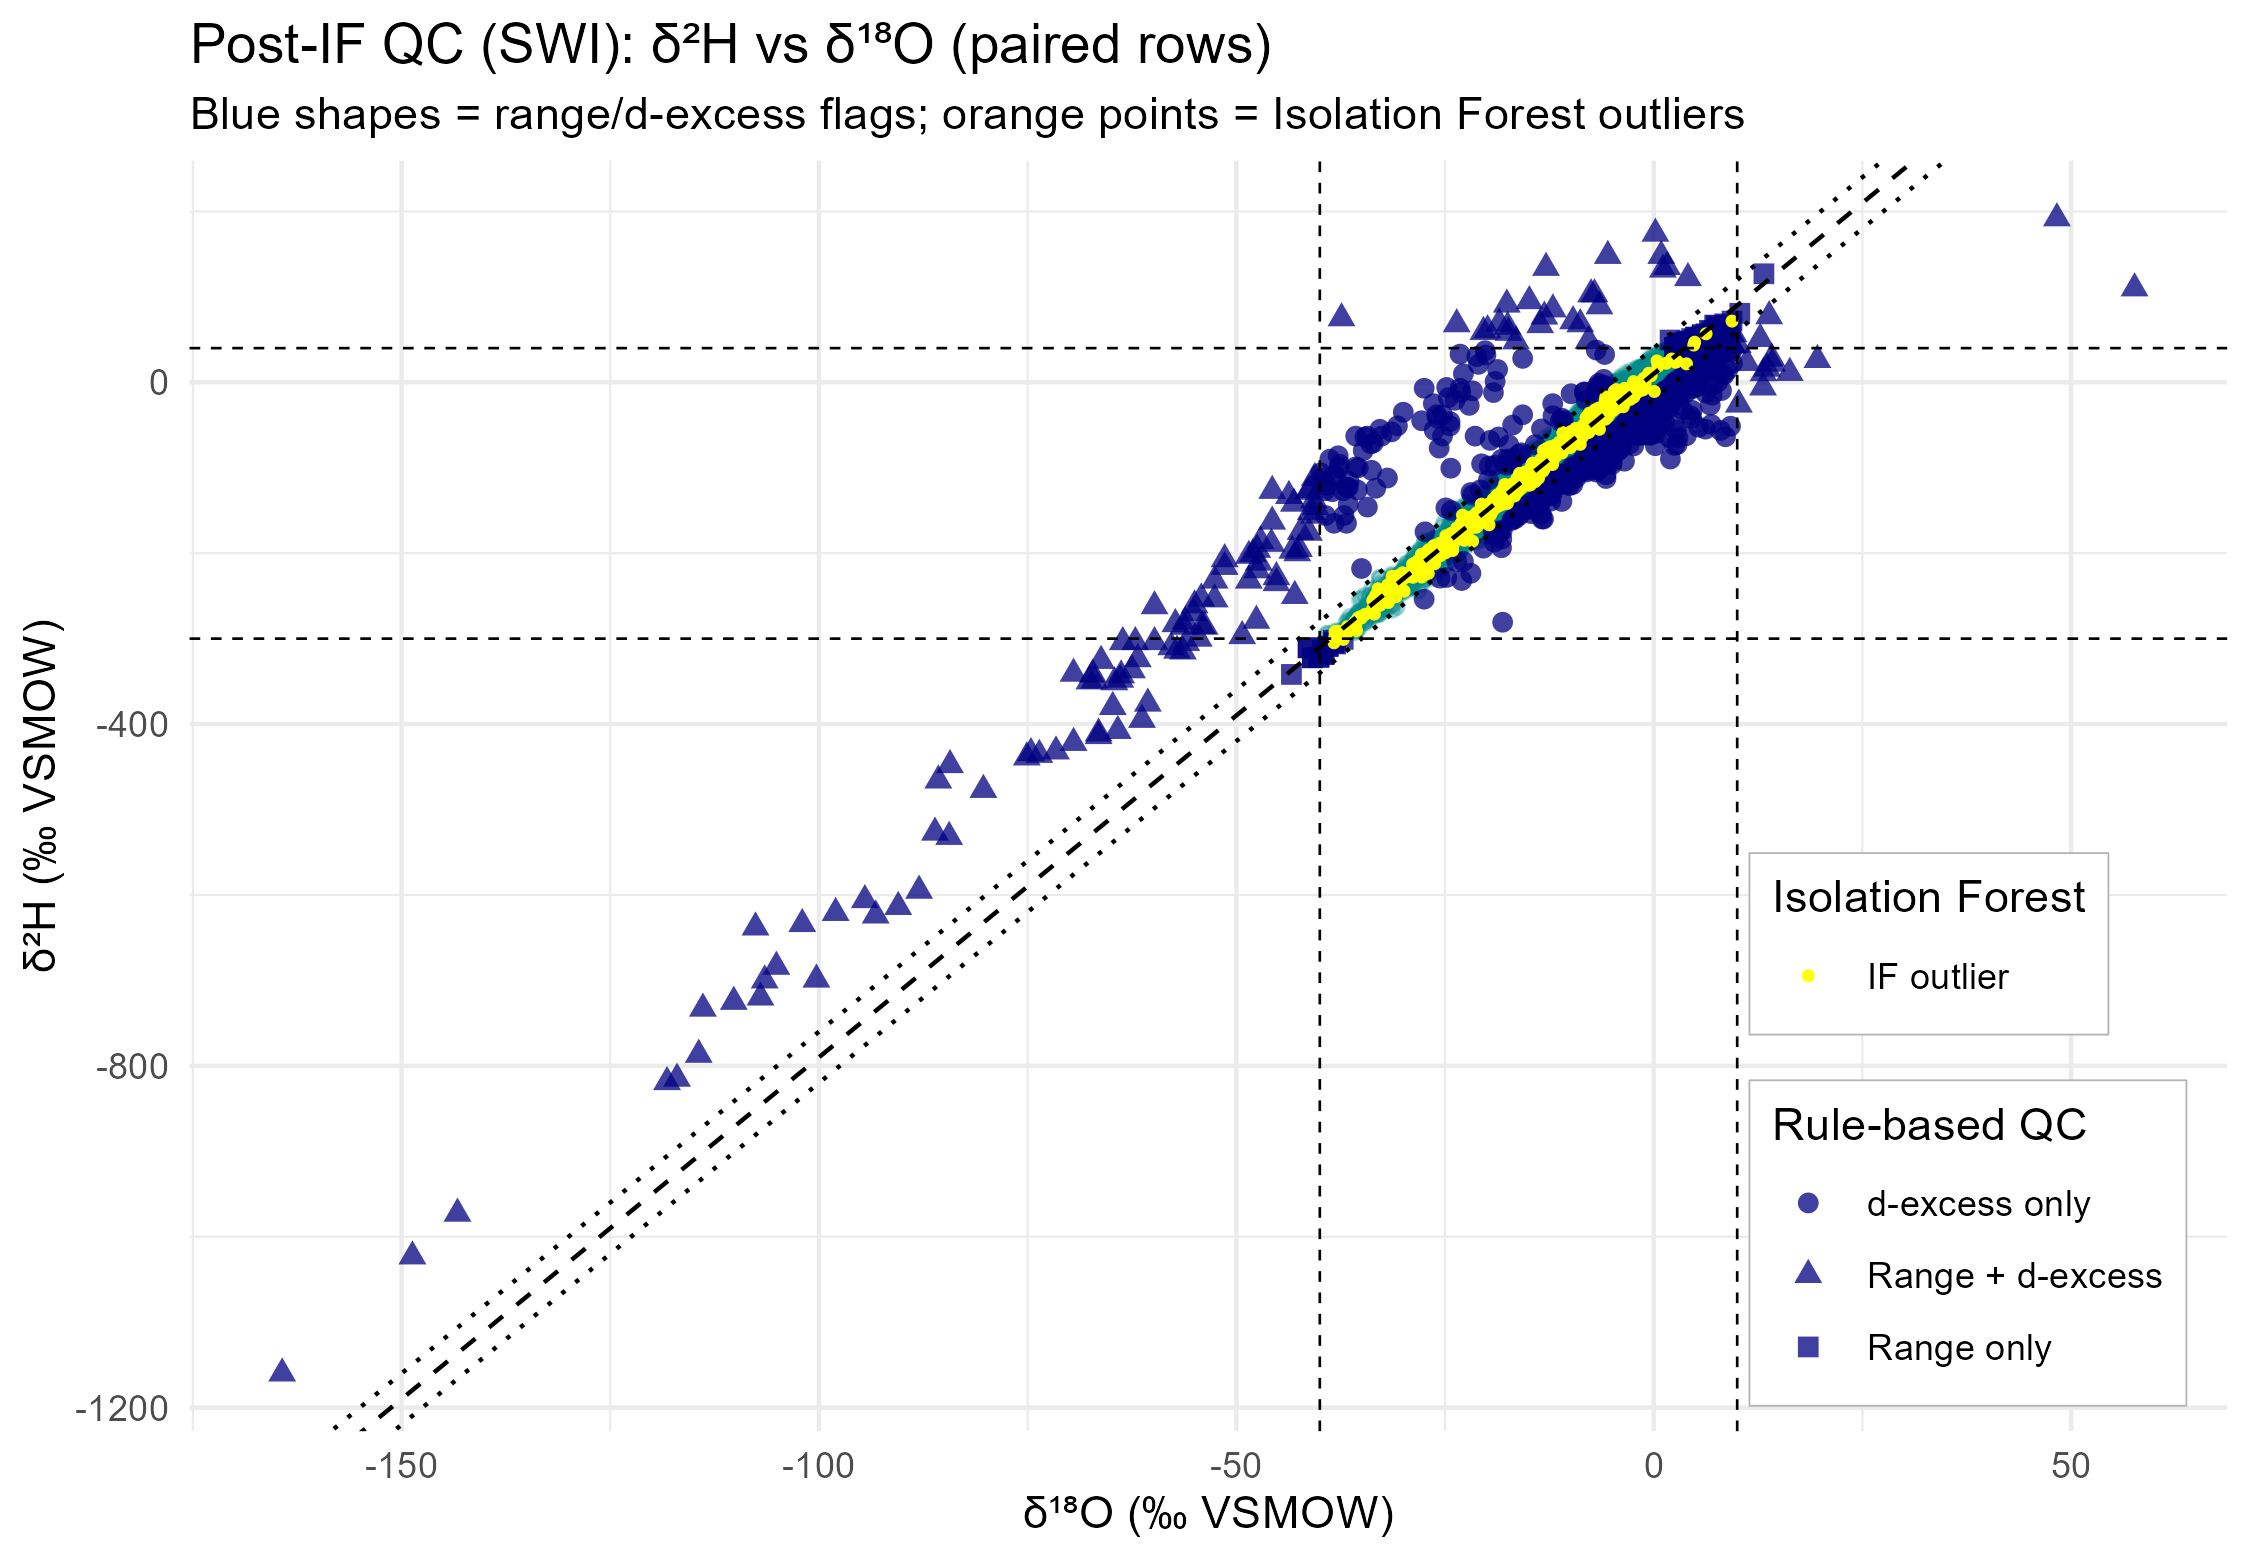 Post-IF QC (SWI): δ²H vs δ¹⁸O (paired rows)
Blue shapes = range/d-excess flags; orange points = Isolation Forest outliers
δ²H (‰ VSMOW)
0
-400
-800
-1200
Isolation Forest
IF outlier
Rule-based QC
d-excess only
Range + d-excess
Range only
-150
-100
-50
0
50
δ¹⁸O (‰ VSMOW)